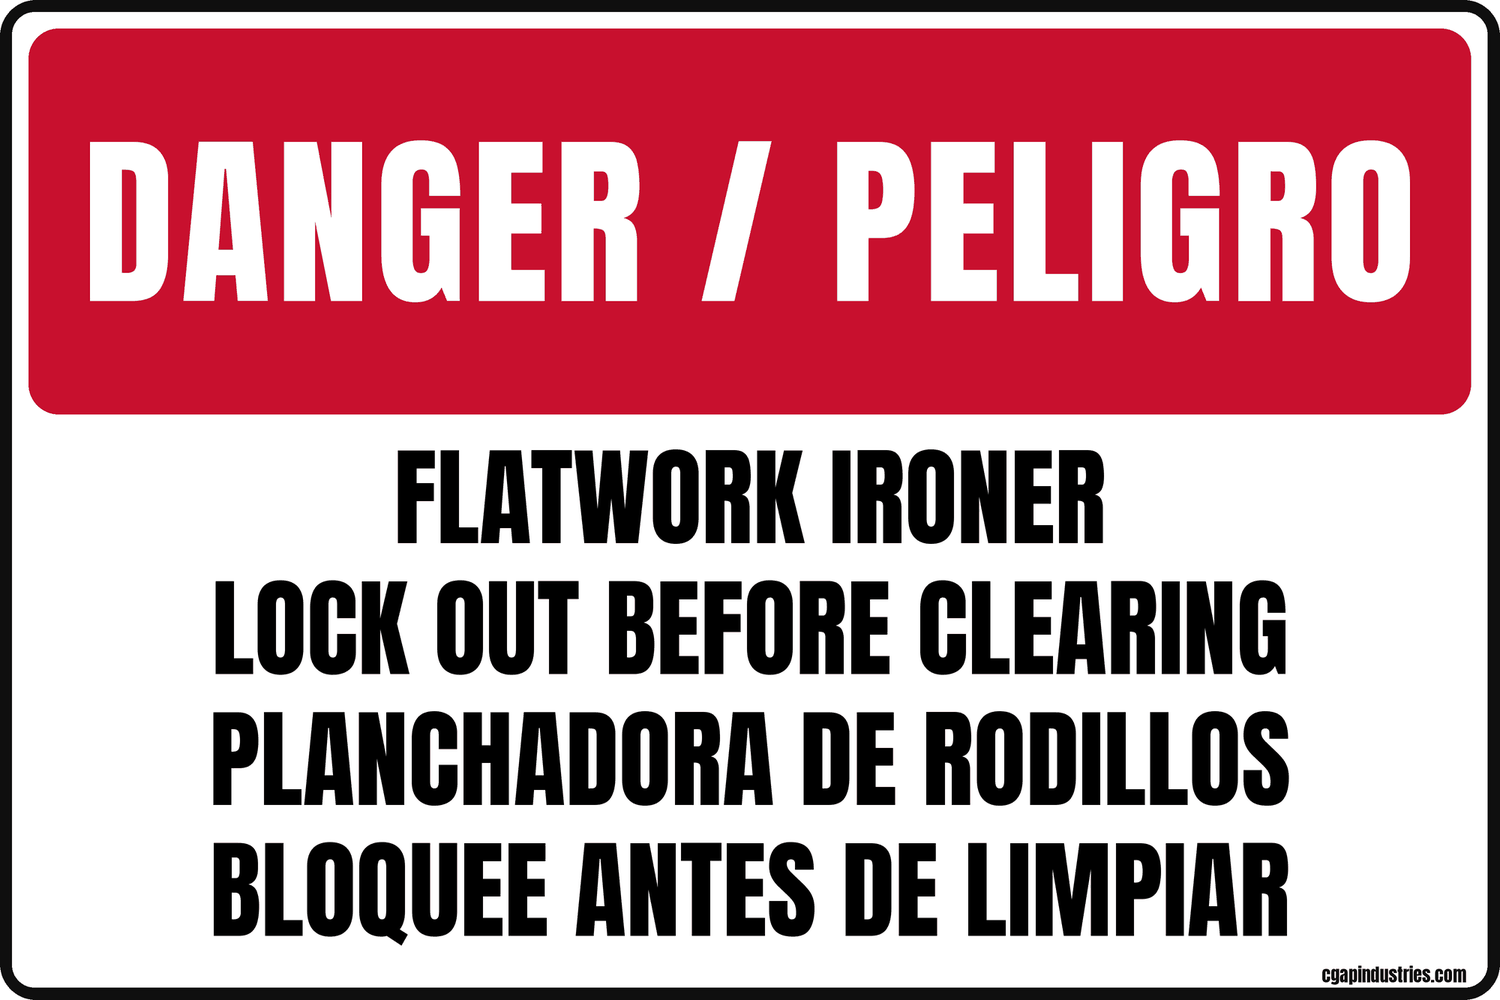 DANGER / PELIGRO
FLATWORK IRONER
LOCK OUT BEFORE CLEARING
PLANCHADORA DE RODILLOS
BLOQUEE ANTES DE LIMPIAR
cgapindustries.com